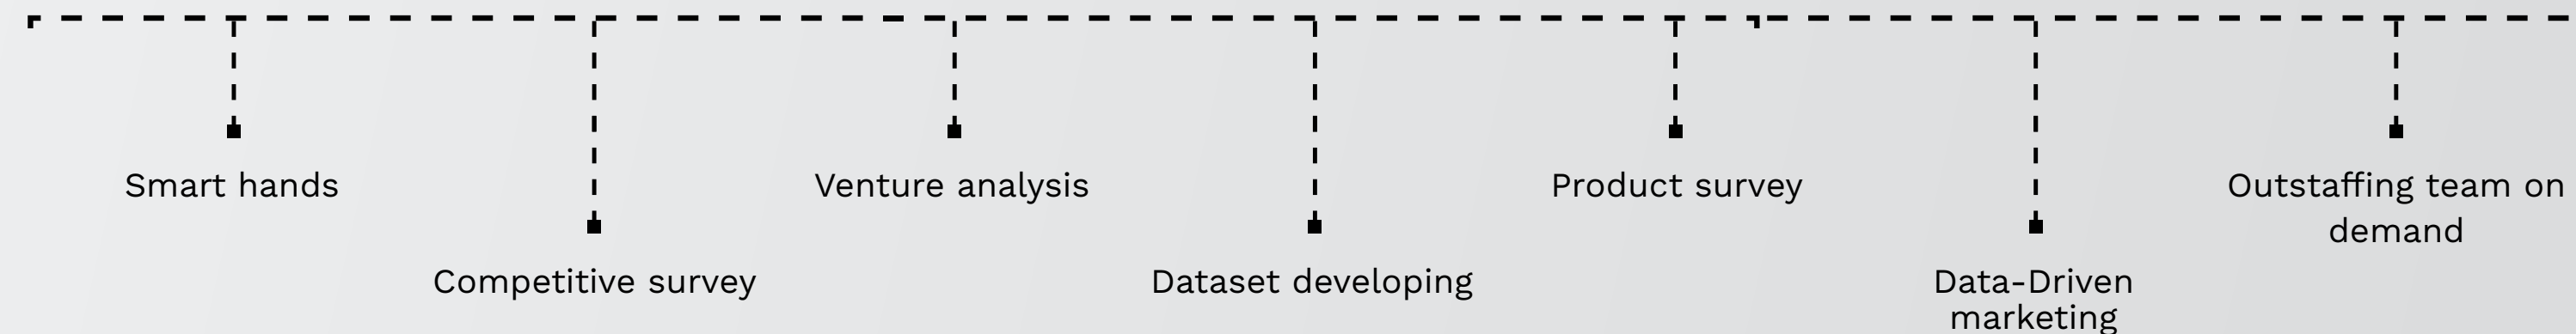 Smart hands
Competitive survey
Venture analysis
Dataset developing
Product survey
Data-Driven
marketing
Outstaffing team on
demand